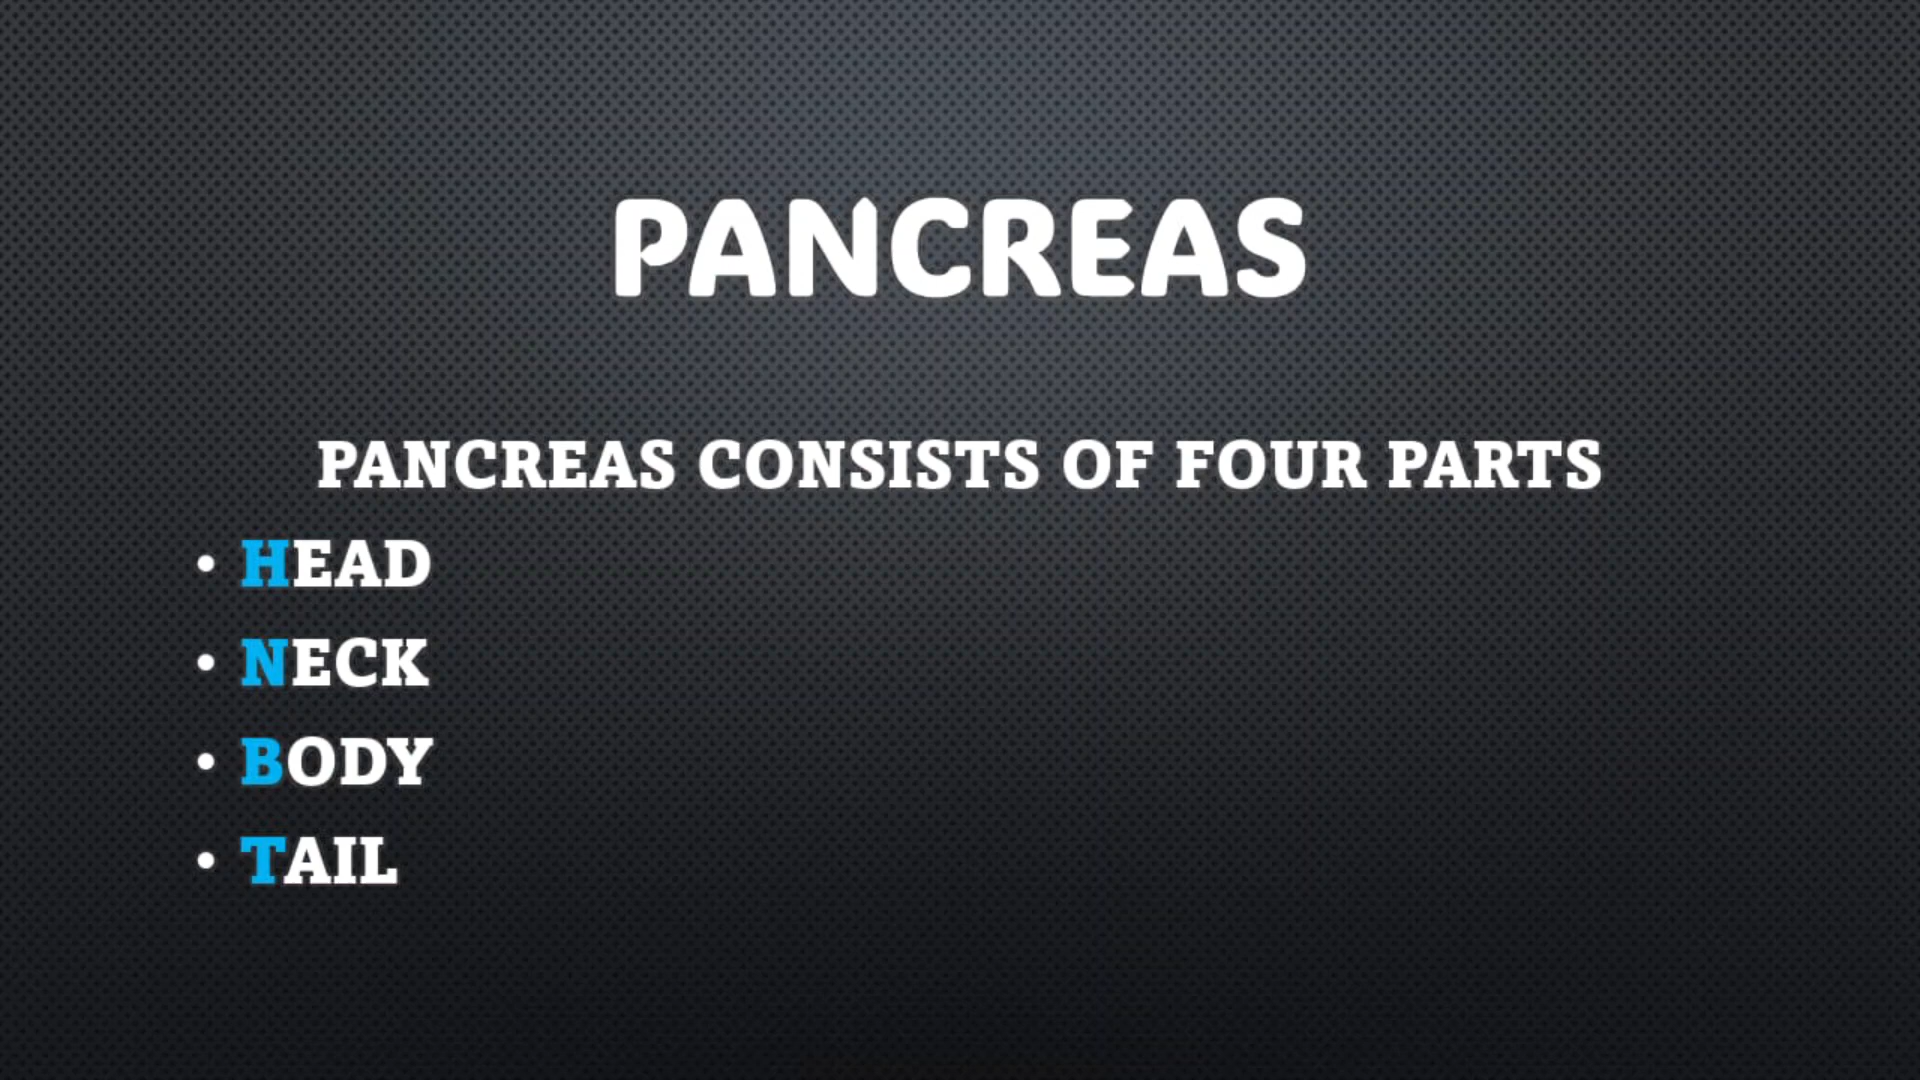 PANCREAS
PANCREAS CONSISTS OF FOUR PARTS
• HEAD
• NECK
• BODY
• TAIL